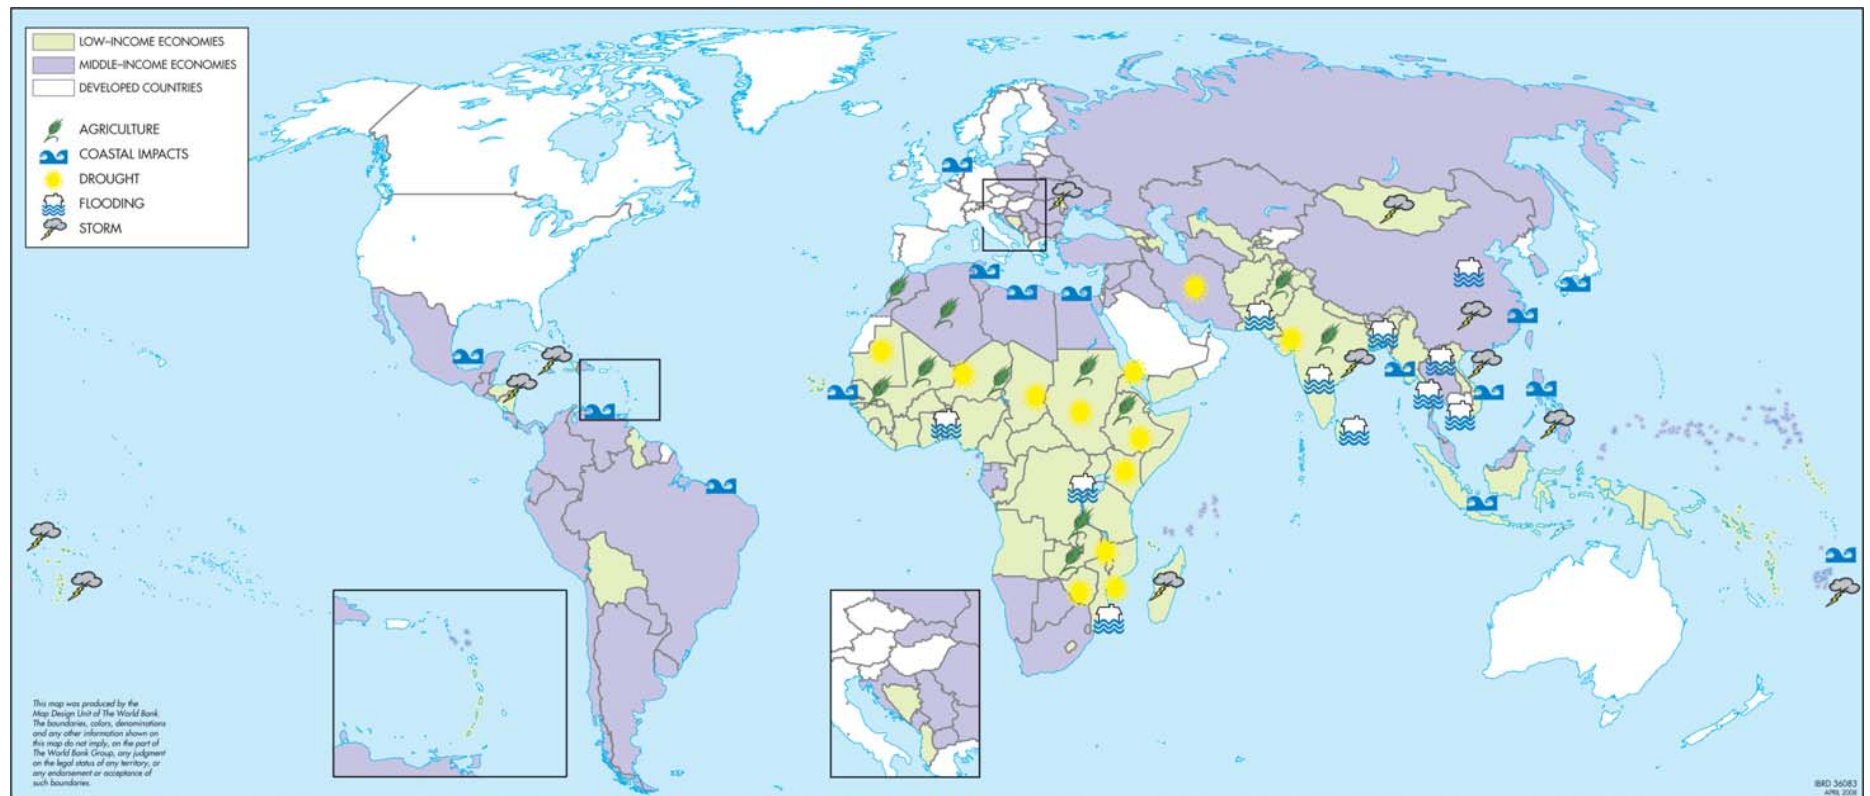 LOW–INCOME ECONOMIES
MIDDLE–INCOME ECONOMIES
DEVELOPED COUNTRIES
AGRICULTURE
COASTAL IMPACTS
DROUGHT
FLOODING
STORM
This map was produced by the
Map Design Unit of The World Bank.
The boundaries, colors, denominations
and any other information shown on
this map do not imply, on the part of
The World Bank Group, any judgment
on the legal status of any territory, or
any endorsement or acceptance of
such boundaries.
IBRD 36083
APRIL 2008